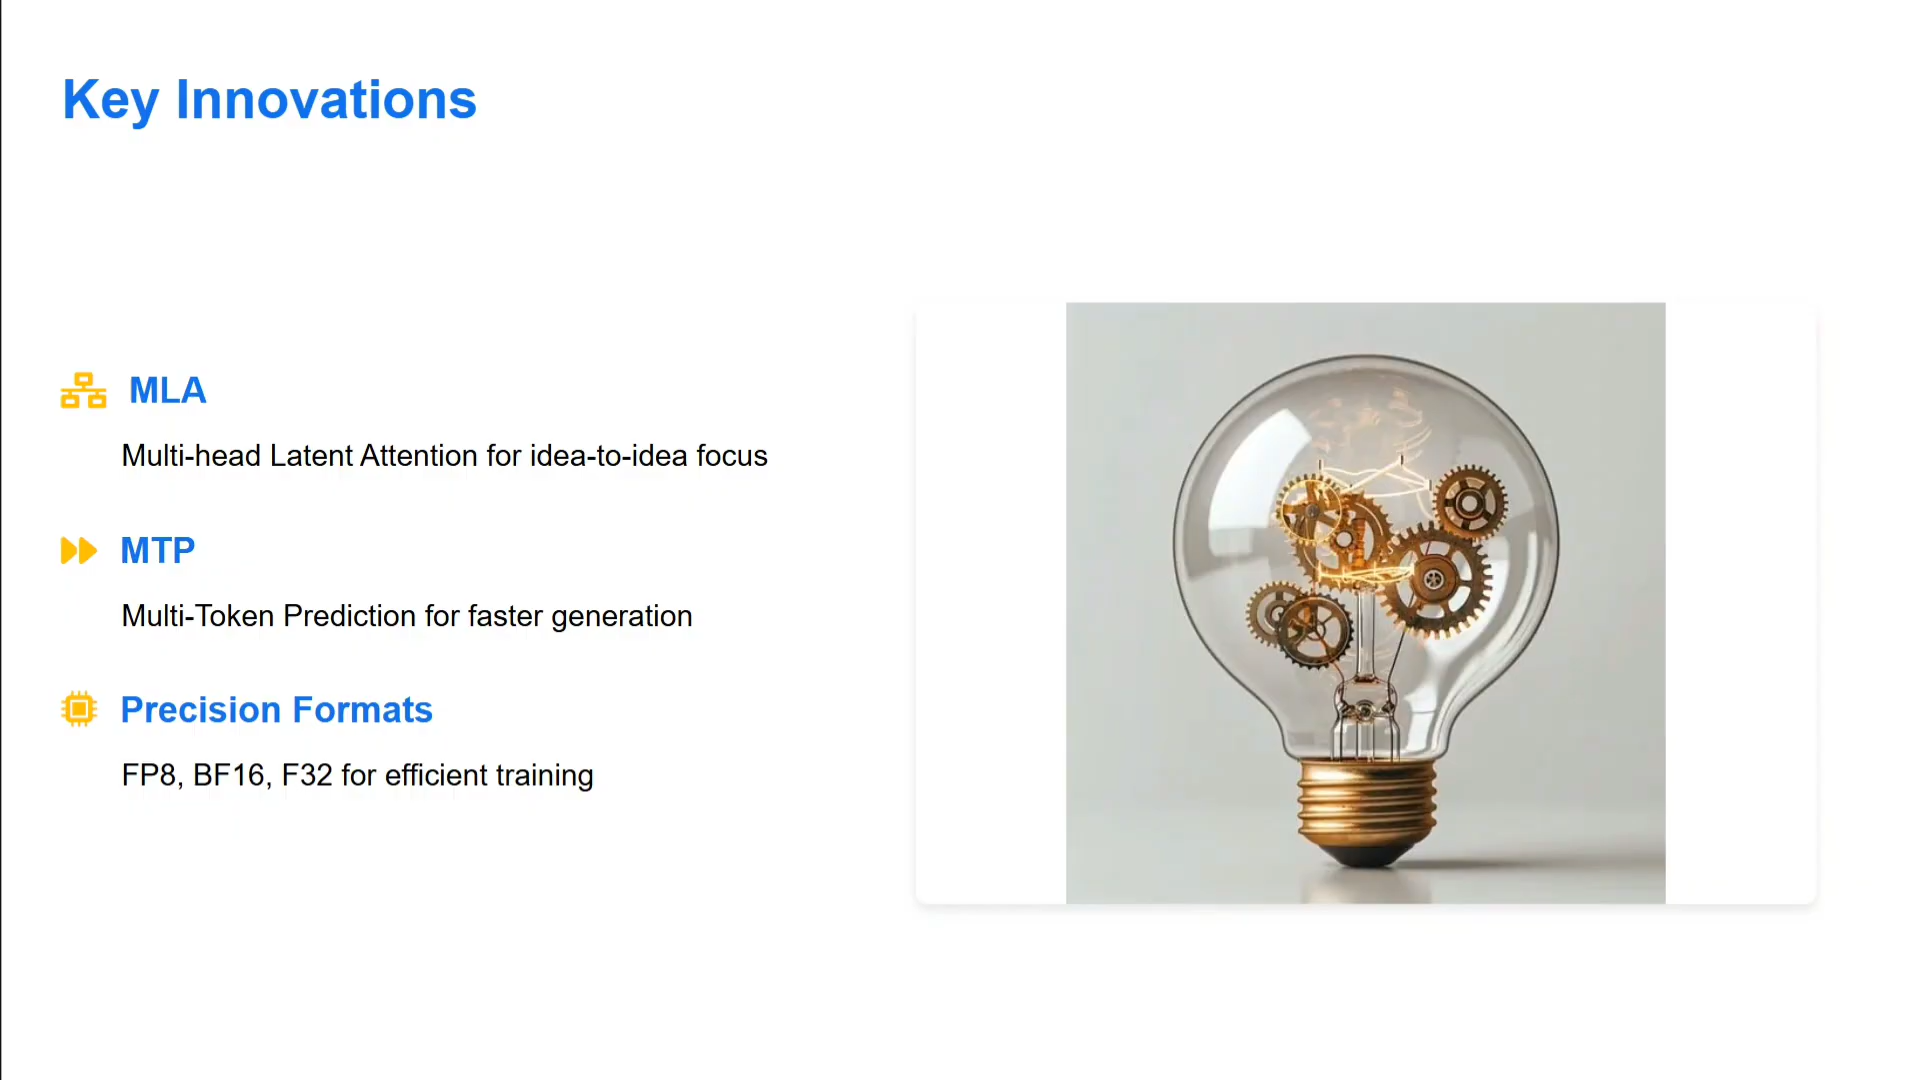 Key Innovations
MLA
Multi-head Latent Attention for idea-to-idea focus
MTP
Multi-Token Prediction for faster generation
Precision Formats
FP8, BF16, F32 for efficient training